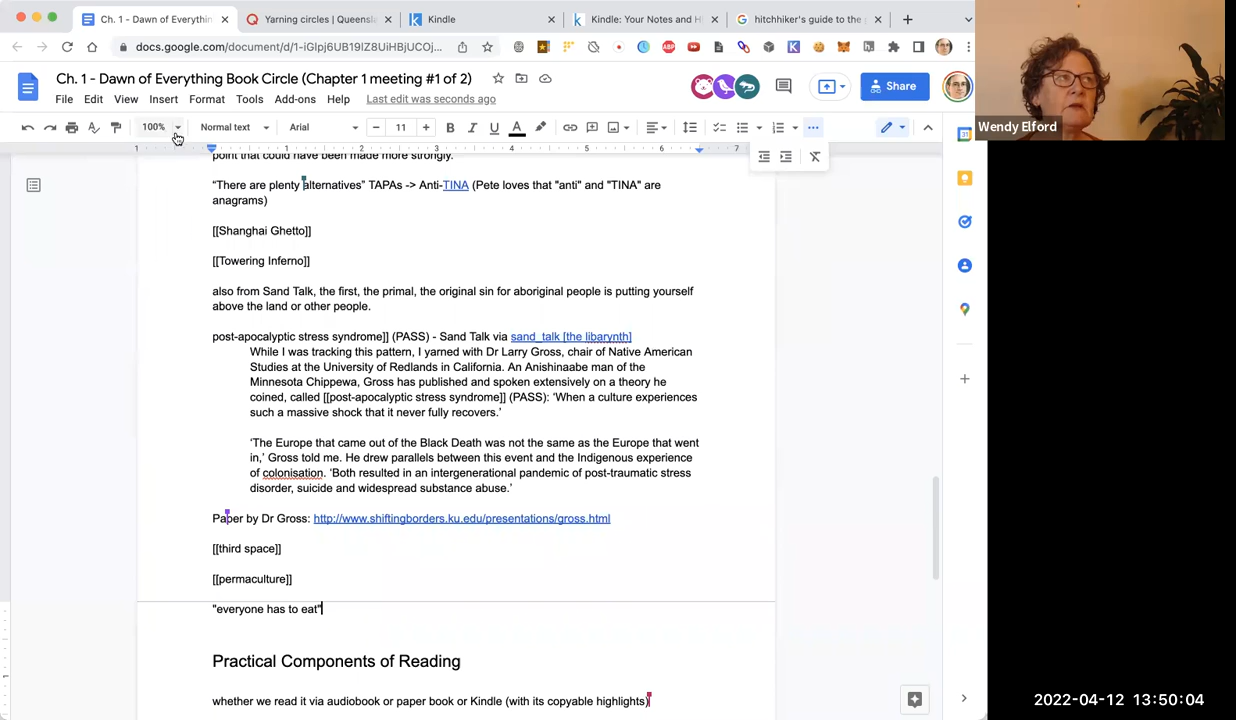 Ch. 1 - Dawn of Everythin
Yarning circles | Queensl
Kindle
Kindle: Your Notes and H
hitchhiker's guide to the
docs.google.com/document/d/1-iGlpj6UB19IZ8UiHBjUCOj...
Ch. 1 - Dawn of Everything Book Circle (Chapter 1 meeting #1 of 2)
File Edit View Insert Format Tools Add-ons Help Last edit was seconds ago
Share
Wendy Elford
100% Normal text Arial 11
1 1 2 3 4 5 6 7
point that could have been made more strongly.
“There are plenty alternatives” TAPAs -> Anti-TINA (Pete loves that "anti" and "TINA" are
anagrams)
[[Shanghai Ghetto]]
[[Towering Inferno]]
also from Sand Talk, the first, the primal, the original sin for aboriginal people is putting yourself
above the land or other people.
post-apocalyptic stress syndrome]] (PASS) - Sand Talk via sand_talk [the libarynth]
While I was tracking this pattern, I yarned with Dr Larry Gross, chair of Native American
Studies at the University of Redlands in California. An Anishinaabe man of the
Minnesota Chippewa, Gross has published and spoken extensively on a theory he
coined, called [[post-apocalyptic stress syndrome]] (PASS): ‘When a culture experiences
such a massive shock that it never fully recovers.’
‘The Europe that came out of the Black Death was not the same as the Europe that went
in,’ Gross told me. He drew parallels between this event and the Indigenous experience
of colonisation. ‘Both resulted in an intergenerational pandemic of post-traumatic stress
disorder, suicide and widespread substance abuse.’
Paper by Dr Gross: http://www.shiftingborders.ku.edu/presentations/gross.html
[[third space]]
[[permaculture]]
"everyone has to eat"
Practical Components of Reading
whether we read it via audiobook or paper book or Kindle (with its copyable highlights)
2022-04-12 13:50:04